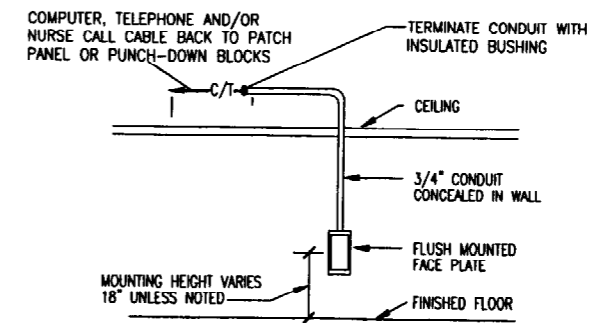 COMPUTER, TELEPHONE AND/OR
NURSE CALL CABLE BACK TO PATCH
PANEL OR PUNCH-DOWN BLOCKS
TERMINATE CONDUIT WITH
INSULATED BUSHING
C/T
CEILING
3/4" CONDUIT
CONCEALED IN WALL
FLUSH MOUNTED
FACE PLATE
MOUNTING HEIGHT VARIES
18" UNLESS NOTED
FINISHED FLOOR